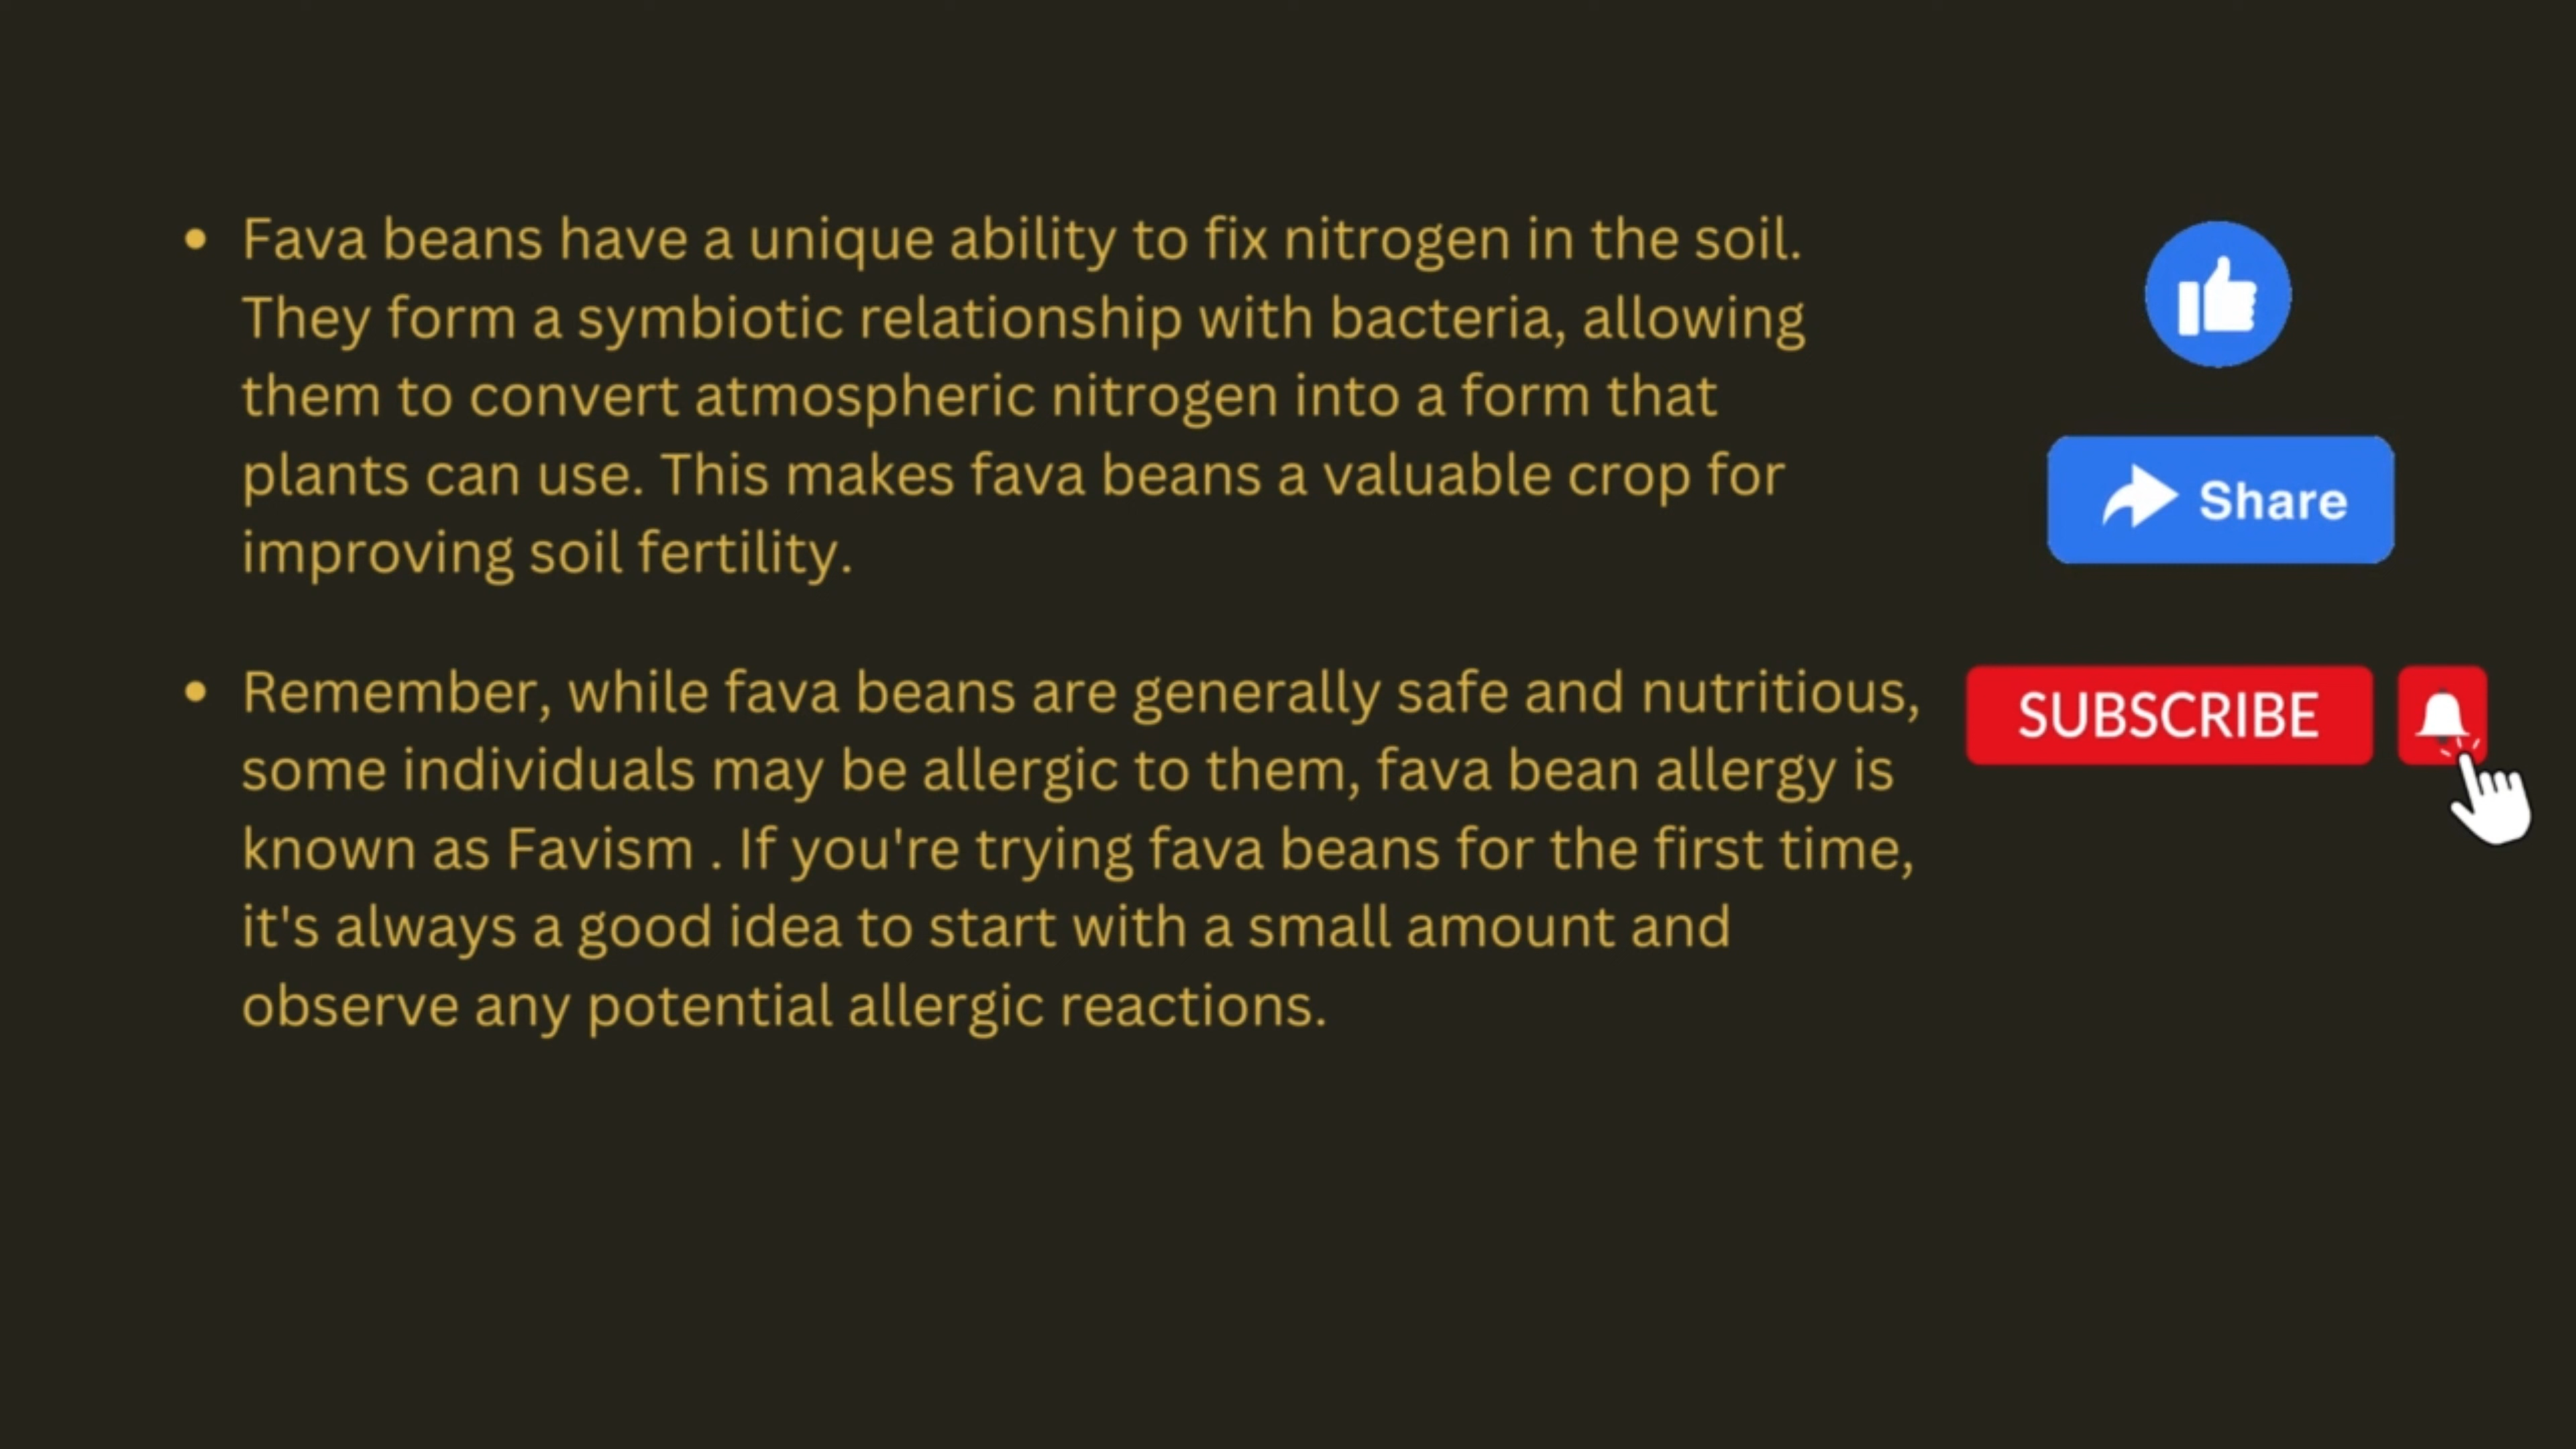 • Fava beans have a unique ability to fix nitrogen in the soil.
They form a symbiotic relationship with bacteria, allowing
them to convert atmospheric nitrogen into a form that
plants can use. This makes fava beans a valuable crop for
improving soil fertility.
• Remember, while fava beans are generally safe and nutritious,
some individuals may be allergic to them, fava bean allergy is
known as Favism . If you're trying fava beans for the first time,
it's always a good idea to start with a small amount and
observe any potential allergic reactions.
Share
SUBSCRIBE